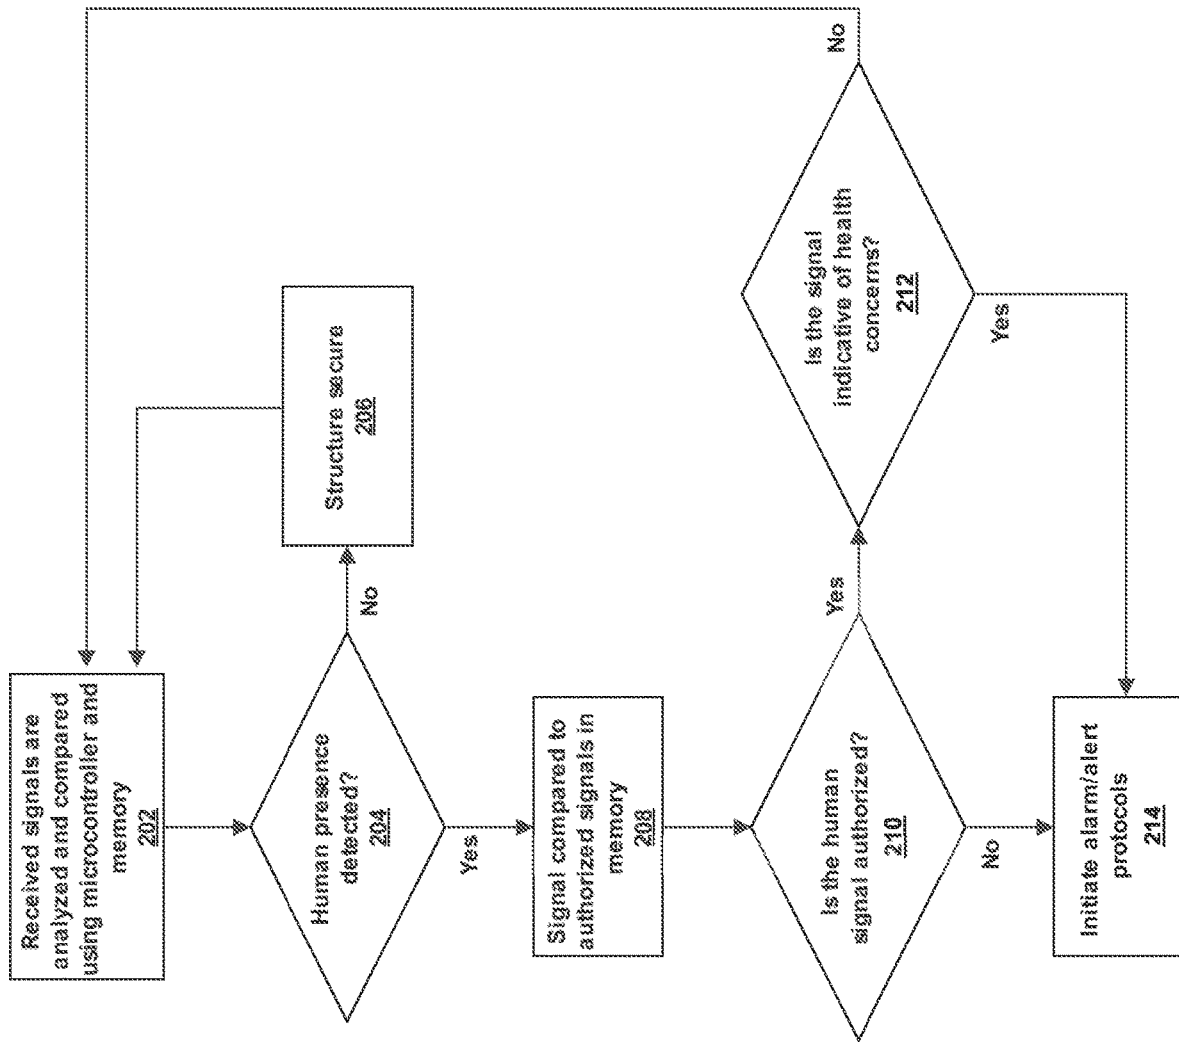 Received signals are
analyzed and compared
using microcontroller and
memory
202
Human presence
detected?
204
No
Structure secure
206
Yes
Signal compared to
authorized signals in
memory
208
Is the human
signal authorized?
210
Yes
Is the signal
indicative of health
concerns?
212
No
No
Yes
Initiate alarm/alert
protocols
214